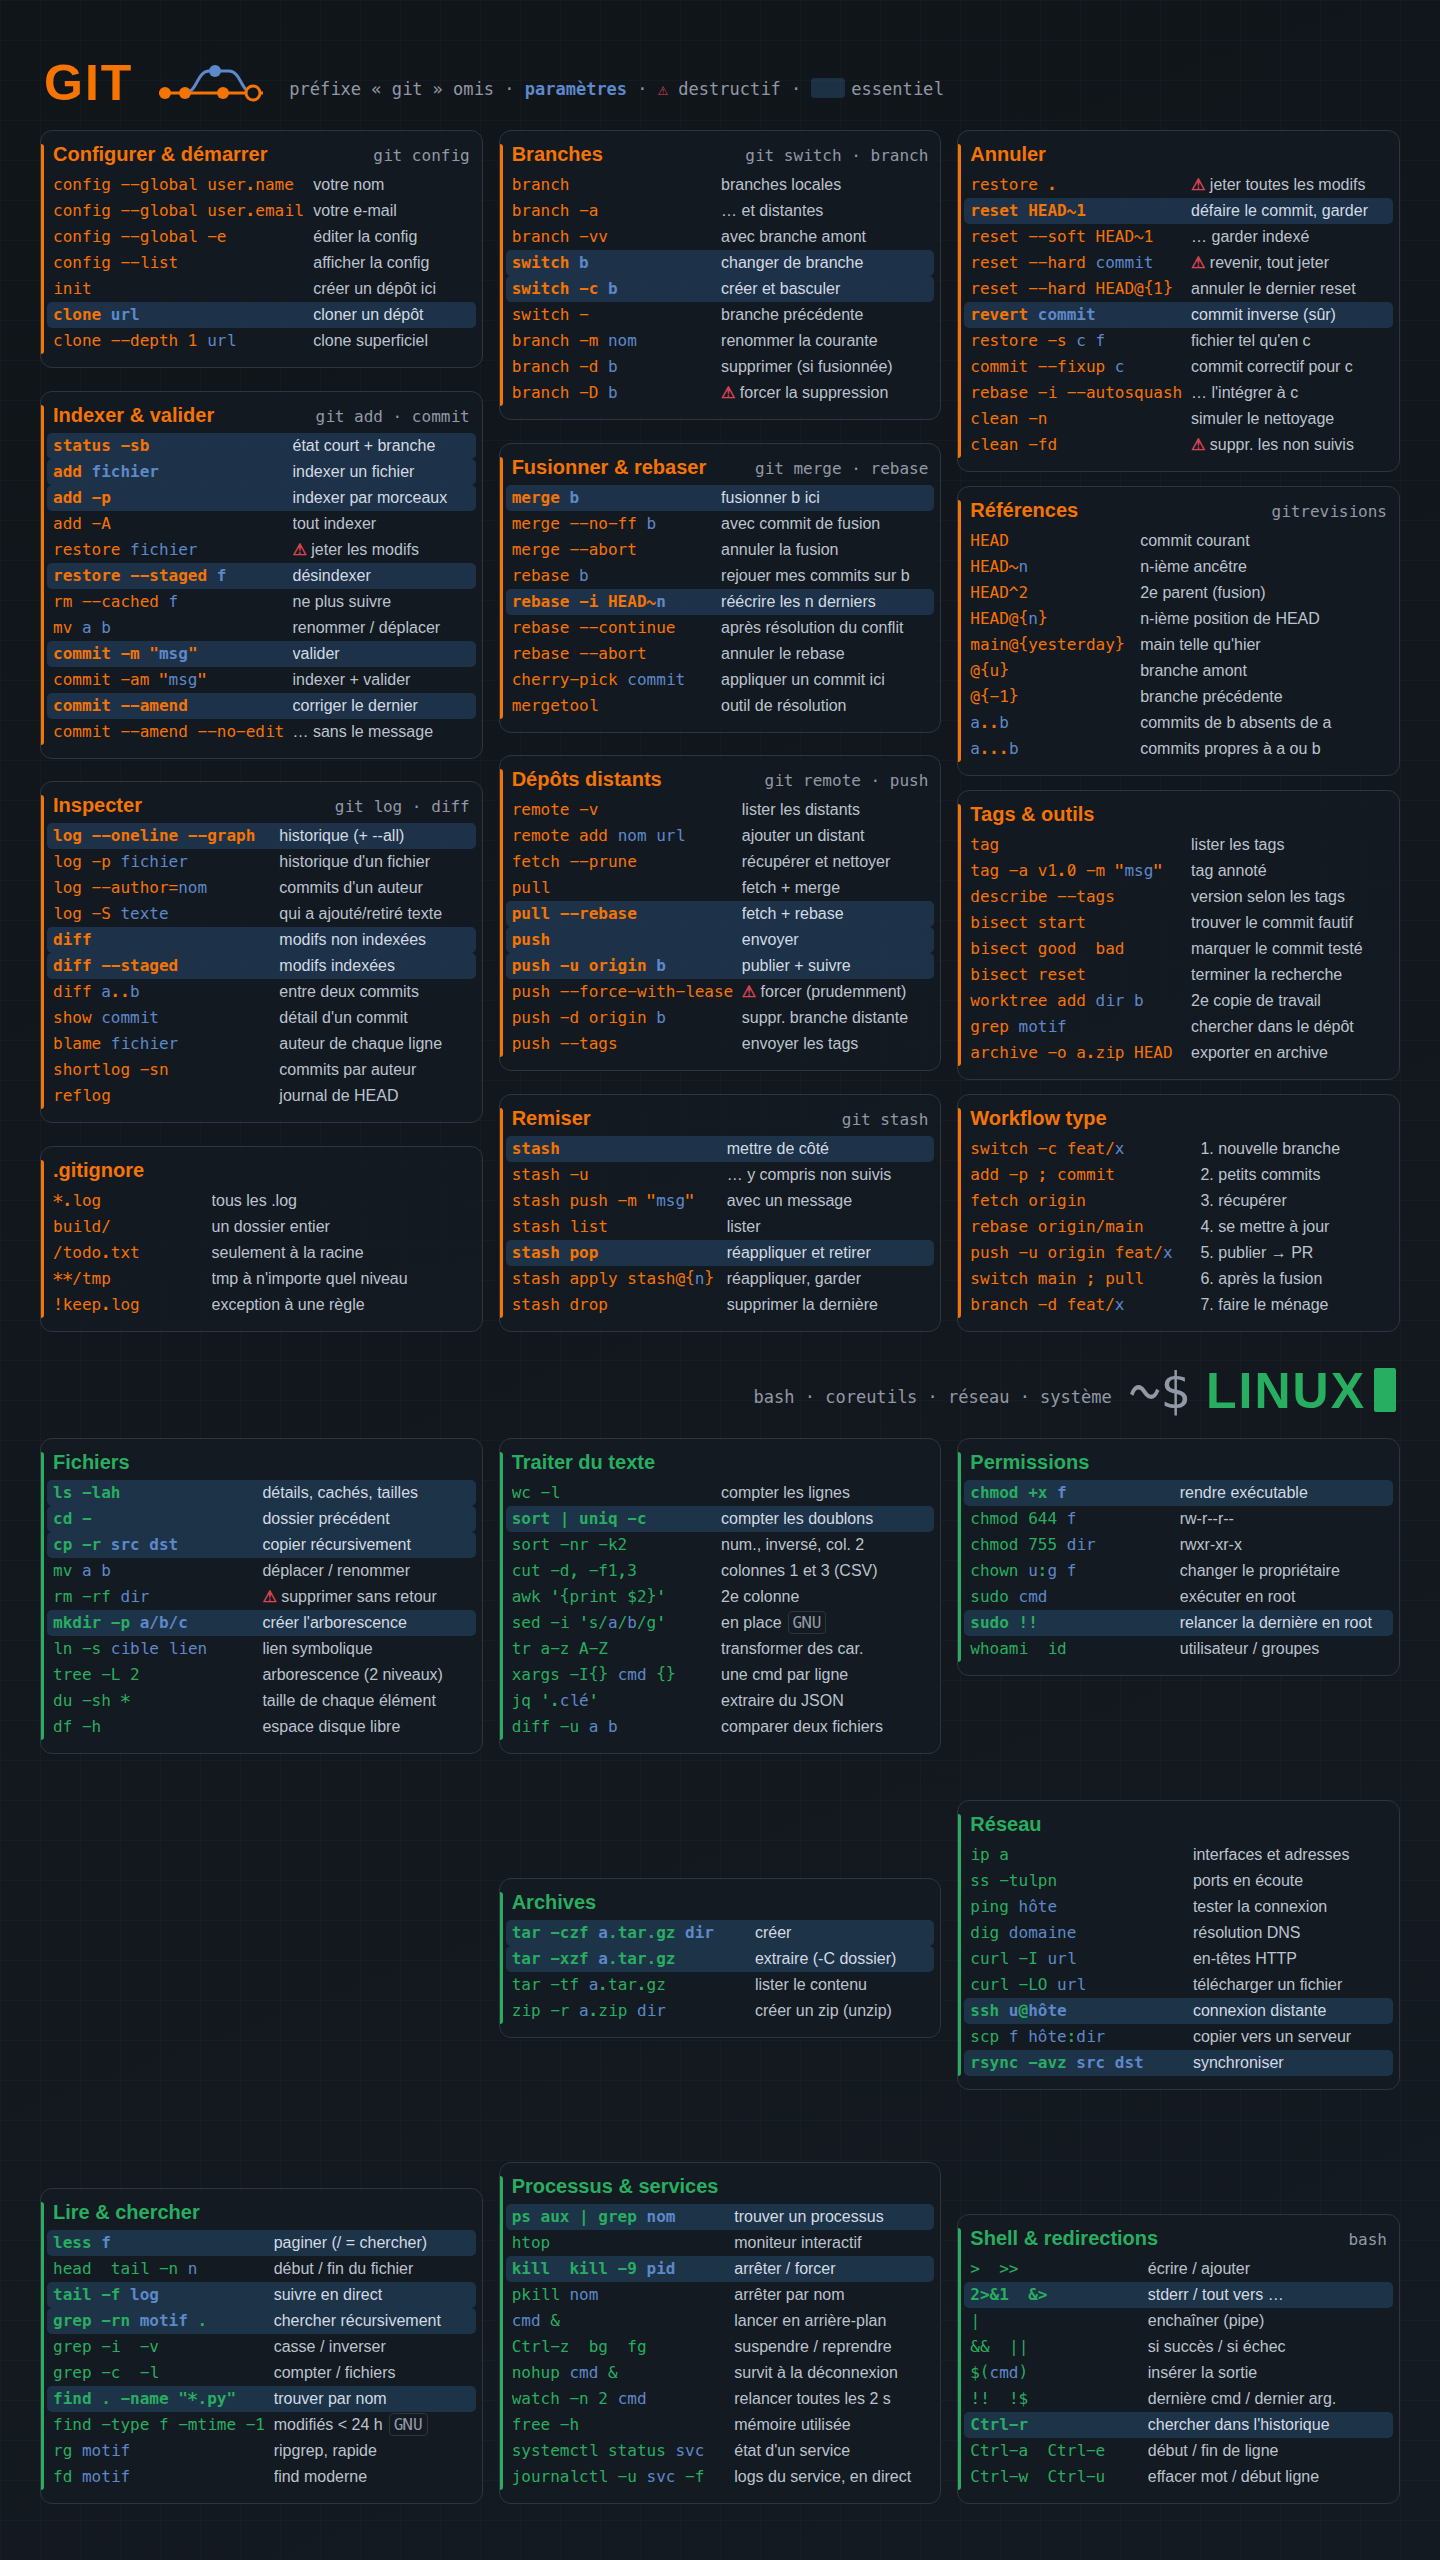 GIT
préfixe « git » omis · paramètres · ⚠ destructif · essentiel
Configurer & démarrer git config
config --global user.name votre nom
config --global user.email votre e-mail
config --global -e éditer la config
config --list afficher la config
init créer un dépôt ici
clone url cloner un dépôt
clone --depth 1 url clone superficiel
Indexer & valider git add · commit
status -sb état court + branche
add fichier indexer un fichier
add -p indexer par morceaux
add -A tout indexer
restore fichier ⚠ jeter les modifs
restore --staged f désindexer
rm --cached f ne plus suivre
mv a b renommer / déplacer
commit -m "msg" valider
commit -am "msg" indexer + valider
commit --amend corriger le dernier
commit --amend --no-edit … sans le message
Inspecter git log · diff
log --oneline --graph historique (+ --all)
log -p fichier historique d'un fichier
log --author=nom commits d'un auteur
log -S texte qui a ajouté/retiré texte
diff modifs non indexées
diff --staged modifs indexées
diff a..b entre deux commits
show commit détail d'un commit
blame fichier auteur de chaque ligne
shortlog -sn commits par auteur
reflog journal de HEAD
.gitignore
*.log tous les .log
build/ un dossier entier
/todo.txt seulement à la racine
**/tmp tmp à n'importe quel niveau
!keep.log exception à une règle
Branches git switch · branch
branch branches locales
branch -a … et distantes
branch -vv avec branche amont
switch b changer de branche
switch -c b créer et basculer
switch - branche précédente
branch -m nom renommer la courante
branch -d b supprimer (si fusionnée)
branch -D b ⚠ forcer la suppression
Fusionner & rebaser git merge · rebase
merge b fusionner b ici
merge --no-ff b avec commit de fusion
merge --abort annuler la fusion
rebase b rejouer mes commits sur b
rebase -i HEAD~n réécrire les n derniers
rebase --continue après résolution du conflit
rebase --abort annuler le rebase
cherry-pick commit appliquer un commit ici
mergetool outil de résolution
Dépôts distants git remote · push
remote -v lister les distants
remote add nom url ajouter un distant
fetch --prune récupérer et nettoyer
pull fetch + merge
pull --rebase fetch + rebase
push envoyer
push -u origin b publier + suivre
push --force-with-lease ⚠ forcer (prudemment)
push -d origin b suppr. branche distante
push --tags envoyer les tags
Remiser git stash
stash mettre de côté
stash -u … y compris non suivis
stash push -m "msg" avec un message
stash list lister
stash pop réappliquer et retirer
stash apply stash@{n} réappliquer, garder
stash drop supprimer la dernière
Annuler
restore . ⚠ jeter toutes les modifs
reset HEAD~1 défaire le commit, garder
reset --soft HEAD~1 … garder indexé
reset --hard commit ⚠ revenir, tout jeter
reset --hard HEAD@{1} annuler le dernier reset
revert commit commit inverse (sûr)
restore -s c f fichier tel qu'en c
commit --fixup c commit correctif pour c
rebase -i --autosquash … l'intégrer à c
clean -n simuler le nettoyage
clean -fd ⚠ suppr. les non suivis
Références gitrevisions
HEAD commit courant
HEAD~n n-ième ancêtre
HEAD^2 2e parent (fusion)
HEAD@{n} n-ième position de HEAD
main@{yesterday} main telle qu'hier
@{u} branche amont
@{-1} branche précédente
a..b commits de b absents de a
a...b commits propres à a ou b
Tags & outils
tag lister les tags
tag -a v1.0 -m "msg" tag annoté
describe --tags version selon les tags
bisect start trouver le commit fautif
bisect good bad marquer le commit testé
bisect reset terminer la recherche
worktree add dir b 2e copie de travail
grep motif chercher dans le dépôt
archive -o a.zip HEAD exporter en archive
Workflow type
switch -c feat/x 1. nouvelle branche
add -p ; commit 2. petits commits
fetch origin 3. récupérer
rebase origin/main 4. se mettre à jour
push -u origin feat/x 5. publier → PR
switch main ; pull 6. après la fusion
branch -d feat/x 7. faire le ménage
bash · coreutils · réseau · système ~$ LINUX
Fichiers
ls -lah détails, cachés, tailles
cd - dossier précédent
cp -r src dst copier récursivement
mv a b déplacer / renommer
rm -rf dir ⚠ supprimer sans retour
mkdir -p a/b/c créer l'arborescence
ln -s cible lien lien symbolique
tree -L 2 arborescence (2 niveaux)
du -sh * taille de chaque élément
df -h espace disque libre
Lire & chercher
less f paginer (/ = chercher)
head tail -n n début / fin du fichier
tail -f log suivre en direct
grep -rn motif . chercher récursivement
grep -i -v casse / inverser
grep -c -l compter / fichiers
find . -name "*.py" trouver par nom
find -type f -mtime -1 modifiés < 24 h GNU
rg motif ripgrep, rapide
fd motif find moderne
Traiter du texte
wc -l compter les lignes
sort | uniq -c compter les doublons
sort -nr -k2 num., inversé, col. 2
cut -d, -f1,3 colonnes 1 et 3 (CSV)
awk '{print $2}' 2e colonne
sed -i 's/a/b/g' en place GNU
tr a-z A-Z transformer des car.
xargs -I{} cmd {} une cmd par ligne
jq '.clé' extraire du JSON
diff -u a b comparer deux fichiers
Archives
tar -czf a.tar.gz dir créer
tar -xzf a.tar.gz extraire (-C dossier)
tar -tf a.tar.gz lister le contenu
zip -r a.zip dir créer un zip (unzip)
Processus & services
ps aux | grep nom trouver un processus
htop moniteur interactif
kill kill -9 pid arrêter / forcer
pkill nom arrêter par nom
cmd & lancer en arrière-plan
Ctrl-z bg fg suspendre / reprendre
nohup cmd & survit à la déconnexion
watch -n 2 cmd relancer toutes les 2 s
free -h mémoire utilisée
systemctl status svc état d'un service
journalctl -u svc -f logs du service, en direct
Permissions
chmod +x f rendre exécutable
chmod 644 f rw-r--r--
chmod 755 dir rwxr-xr-x
chown u:g f changer le propriétaire
sudo cmd exécuter en root
sudo !! relancer la dernière en root
whoami id utilisateur / groupes
Réseau
ip a interfaces et adresses
ss -tulpn ports en écoute
ping hôte tester la connexion
dig domaine résolution DNS
curl -I url en-têtes HTTP
curl -LO url télécharger un fichier
ssh u@hôte connexion distante
scp f hôte:dir copier vers un serveur
rsync -avz src dst synchroniser
Shell & redirections bash
> >> écrire / ajouter
2>&1 &> stderr / tout vers …
| enchaîner (pipe)
&& || si succès / si échec
$(cmd) insérer la sortie
!! !$ dernière cmd / dernier arg.
Ctrl-r chercher dans l'historique
Ctrl-a Ctrl-e début / fin de ligne
Ctrl-w Ctrl-u effacer mot / début ligne